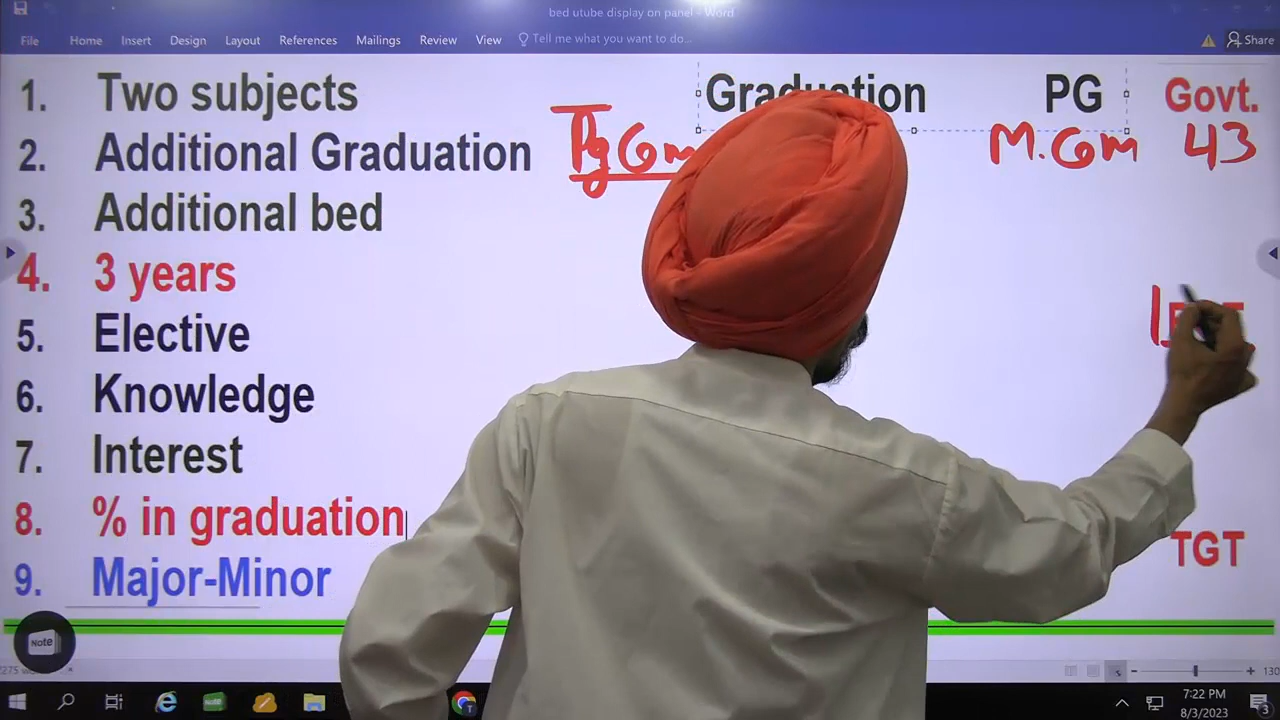 bed utube display on panel - Word
File Home Insert Design Layout References Mailings Review View Tell me what you want to do... Share
1. Two subjects Graduation PG Govt.
2. Additional Graduation M.Com 43
3. Additional bed
4. 3 years
5. Elective
6. Knowledge
7. Interest
8. % in graduation
TGT
9. Major-Minor
Note
130
7:22 PM
8/3/2023
3